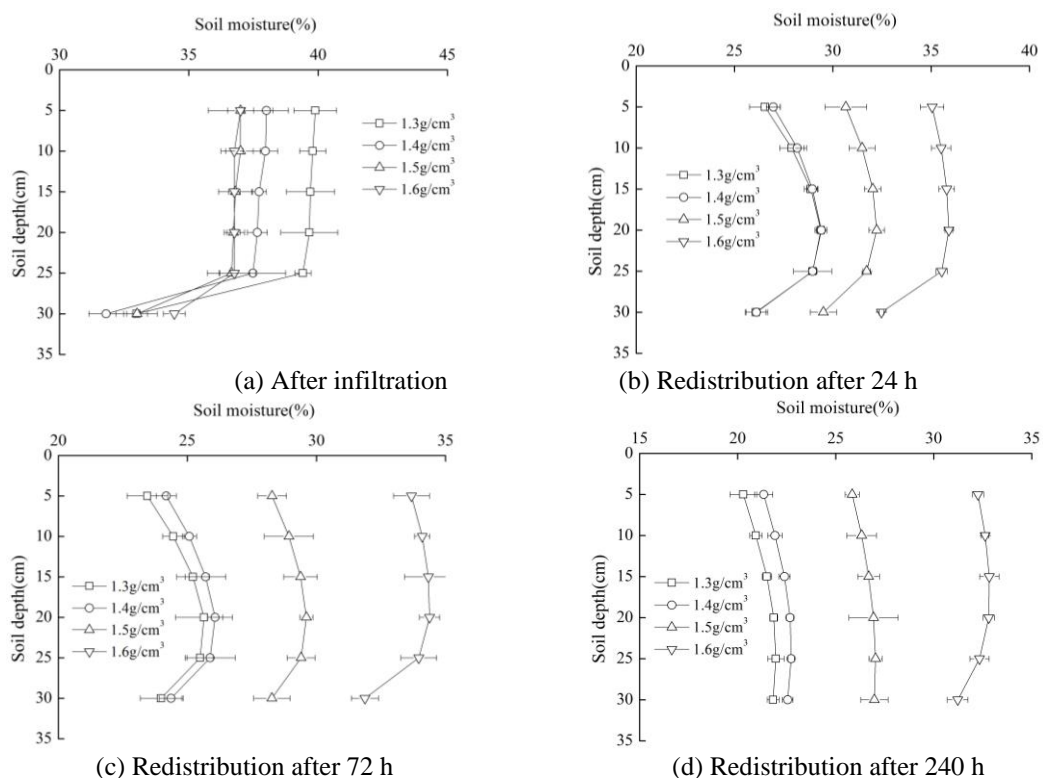 Soil moisture(%)
30 35 40 45
0
5
10
15
20
25
30
35
Soil depth(cm)
1.3g/cm³
1.4g/cm³
1.5g/cm³
1.6g/cm³
(a) After infiltration
Soil moisture(%)
20 25 30 35 40
0
5
10
15
20
25
30
35
Soil depth(cm)
1.3g/cm³
1.4g/cm³
1.5g/cm³
1.6g/cm³
(b) Redistribution after 24 h
Soil moisture(%)
20 25 30 35
0
5
10
15
20
25
30
35
Soil depth(cm)
1.3g/cm³
1.4g/cm³
1.5g/cm³
1.6g/cm³
(c) Redistribution after 72 h
Soil moisture(%)
15 20 25 30 35
0
5
10
15
20
25
30
35
Soil depth(cm)
1.3g/cm³
1.4g/cm³
1.5g/cm³
1.6g/cm³
(d) Redistribution after 240 h